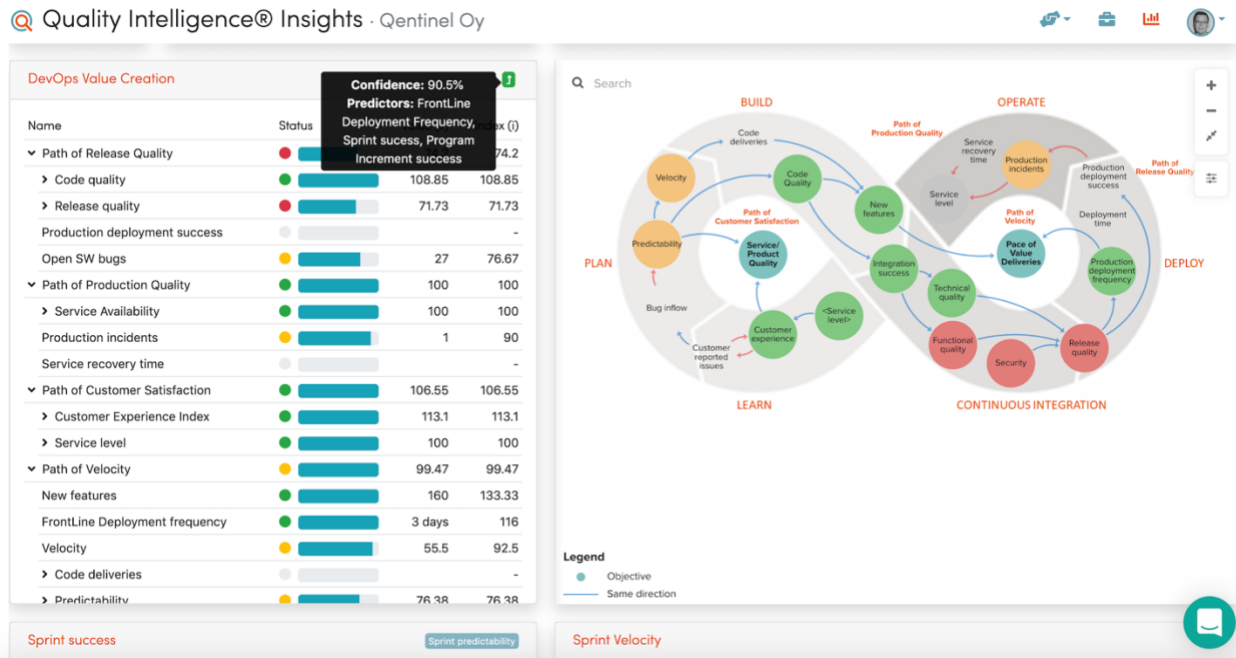 Quality Intelligence® Insights · Qentinel Oy
DevOps Value Creation
Confidence: 90.5%
Predictors: FrontLine
Deployment Frequency,
Sprint sucess, Program
Increment success
Name Status Index (i)
Path of Release Quality 74.2
Code quality 108.85 108.85
Release quality 71.73 71.73
Production deployment success -
Open SW bugs 27 76.67
Path of Production Quality 100 100
Service Availability 100 100
Production incidents 1 90
Service recovery time -
Path of Customer Satisfaction 106.55 106.55
Customer Experience Index 113.1 113.1
Service level 100 100
Path of Velocity 99.47 99.47
New features 160 133.33
FrontLine Deployment frequency 3 days 116
Velocity 55.5 92.5
Code deliveries -
Predictability 76.38 76.38
Search
BUILD
OPERATE
PLAN
DEPLOY
LEARN
CONTINUOUS INTEGRATION
Code
deliveries
Velocity
Code
Quality
New
features
Path of
Customer Satisfaction
Predictability
Service/
Product
Quality
Bug inflow
Integration
success
<Service
level>
Customer
experience
Customer
reported
issues
Path of
Production Quality
Service
recovery
time
Production
incidents
Service
level
Production
deployment
success
Path of
Release Quality
Path of
Velocity
Pace of
Value
Deliveries
Deployment
time
Production
deployment
frequency
Technical
quality
Functional
quality
Security
Release
quality
Legend
Objective
Same direction
Sprint success Sprint predictability
Sprint Velocity